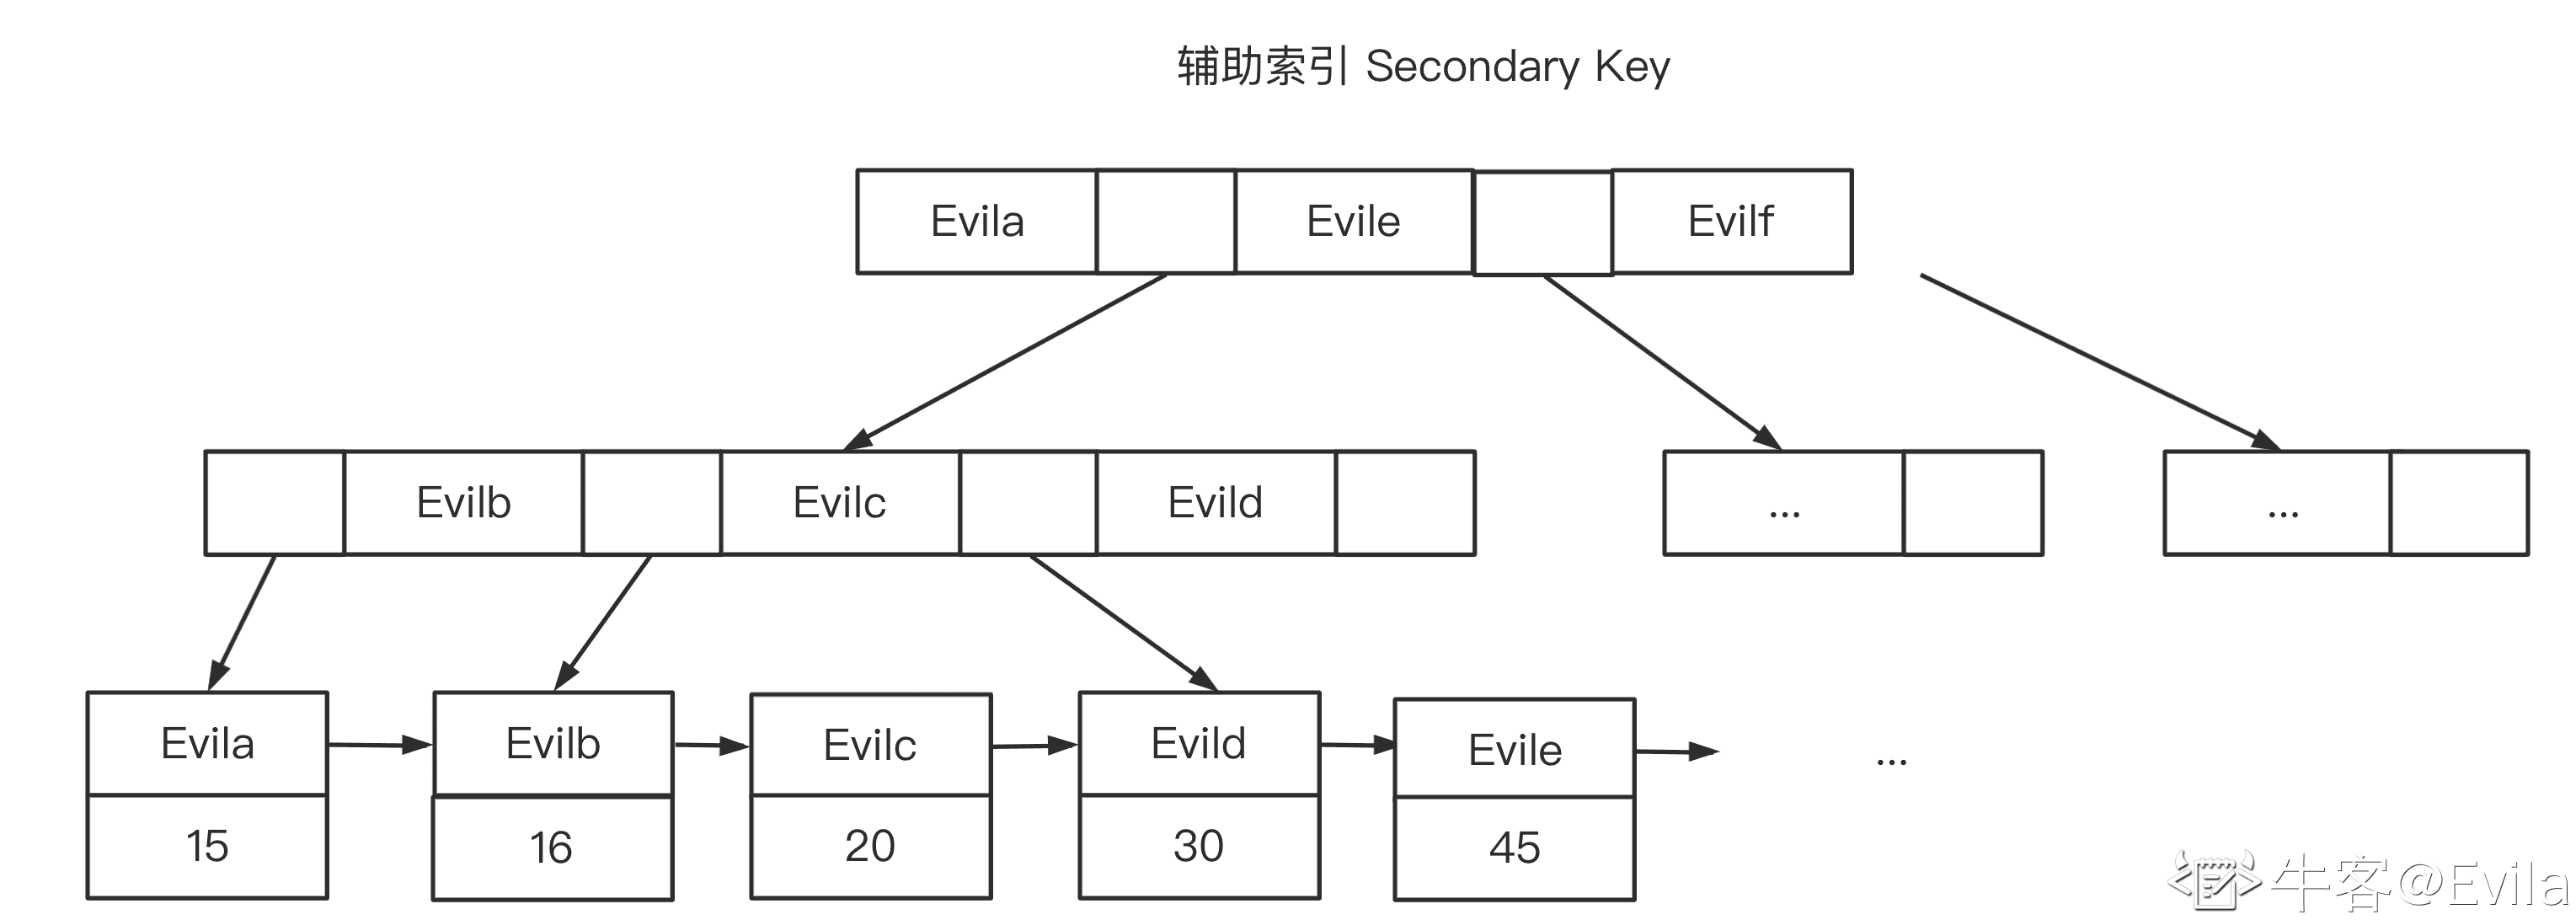 辅助索引 Secondary Key
Evila Evile Evilf
Evilb Evilc Evild ... ...
Evila Evilb Evilc Evild Evile ...
15 16 20 30 45
牛客@Evila